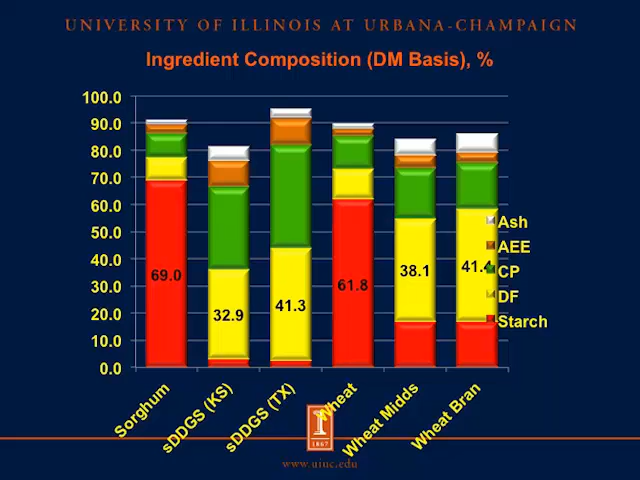 UNIVERSITY OF ILLINOIS AT URBANA-CHAMPAIGN
Ingredient Composition (DM Basis), %
100.0
90.0
80.0
70.0
60.0
50.0
40.0
30.0
20.0
10.0
0.0
69.0
32.9
41.3
61.8
38.1
41.4
Ash
AEE
CP
DF
Starch
Sorghum
sDDGS (KS)
sDDGS (TX)
Wheat
Wheat Midds
Wheat Bran
I
1867
www.uiuc.edu